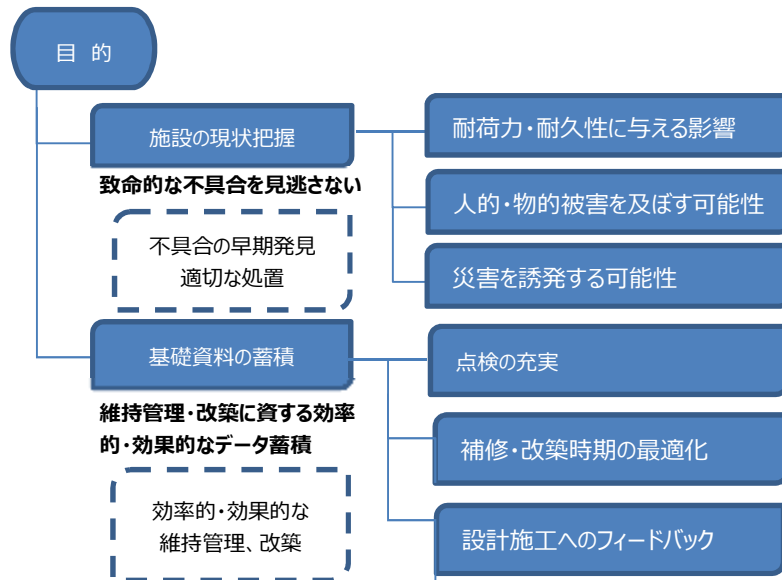 目 的
施設の現状把握
致命的な不具合を見逃さない
不具合の早期発見
適切な処置
耐荷力・耐久性に与える影響
人的・物的被害を及ぼす可能性
災害を誘発する可能性
基礎資料の蓄積
維持管理・改築に資する効率
的・効果的なデータ蓄積
効率的・効果的な
維持管理、改築
点検の充実
補修・改築時期の最適化
設計施工へのフィードバック